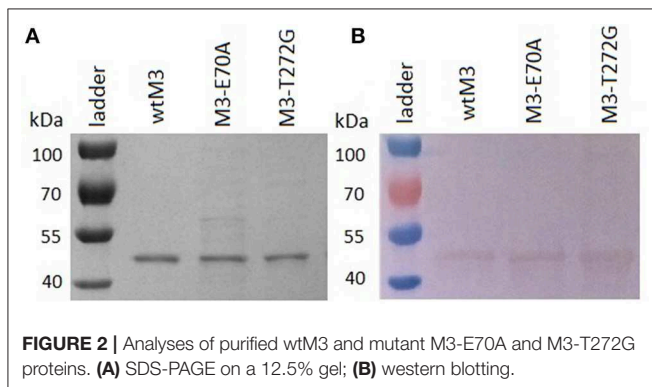 A
ladder
wtM3
M3-E70A
M3-T272G
kDa
100
70
55
40
B
ladder
wtM3
M3-E70A
M3-T272G
kDa
100
70
55
40
FIGURE 2 | Analyses of purified wtM3 and mutant M3-E70A and M3-T272G
proteins. (A) SDS-PAGE on a 12.5% gel; (B) western blotting.